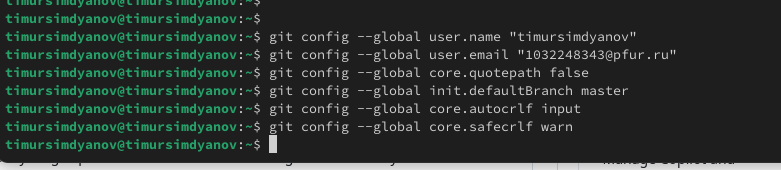 timursimdyanov@timursimdyanov:~$
timursimdyanov@timursimdyanov:~$
timursimdyanov@timursimdyanov:~$ git config --global user.name "timursimdyanov"
timursimdyanov@timursimdyanov:~$ git config --global user.email "1032248343@pfur.ru"
timursimdyanov@timursimdyanov:~$ git config --global core.quotepath false
timursimdyanov@timursimdyanov:~$ git config --global init.defaultBranch master
timursimdyanov@timursimdyanov:~$ git config --global core.autocrlf input
timursimdyanov@timursimdyanov:~$ git config --global core.safecrlf warn
timursimdyanov@timursimdyanov:~$